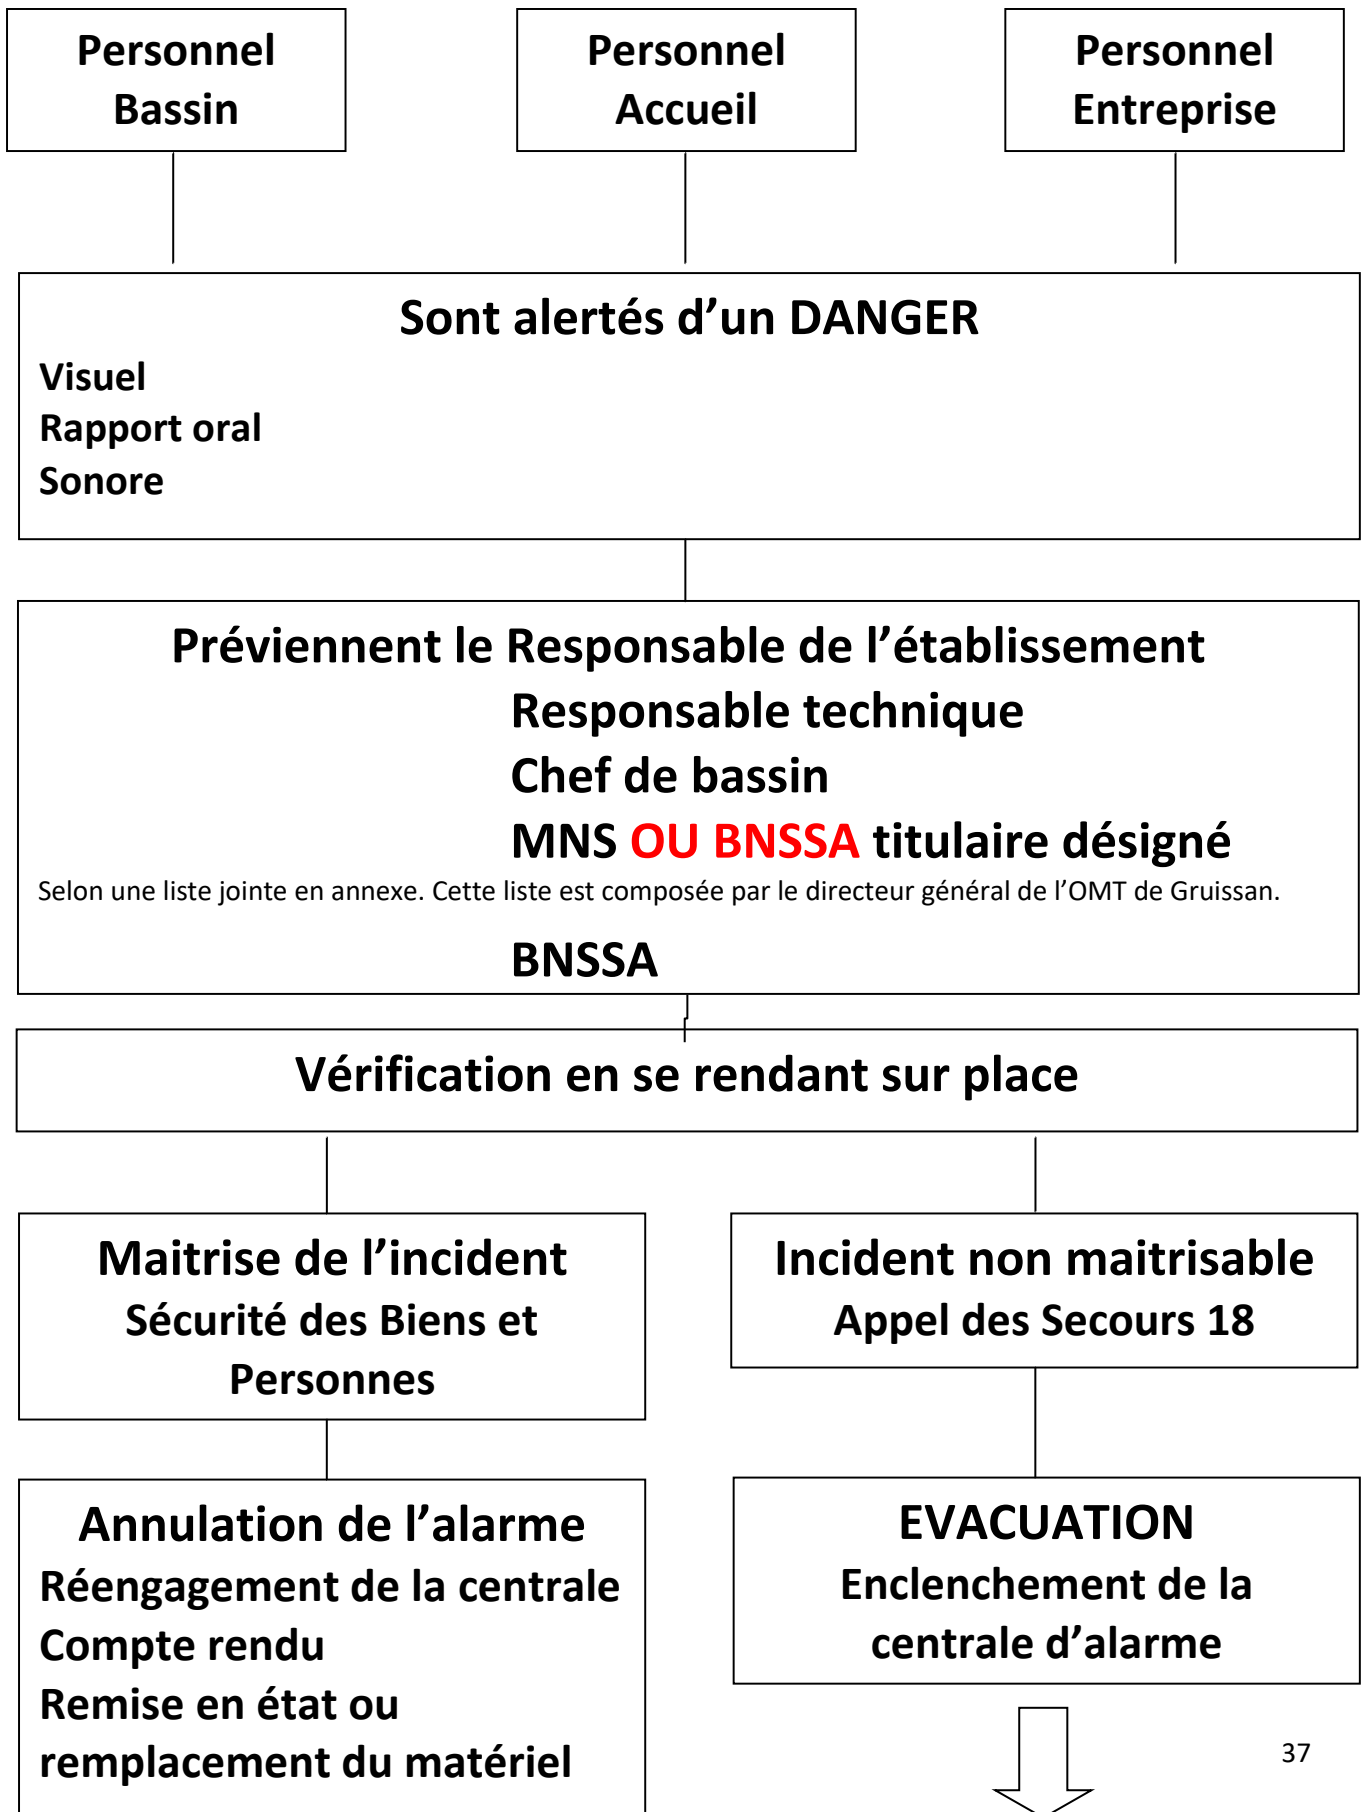 Personnel
Bassin
Personnel
Accueil
Personnel
Entreprise
Sont alertés d’un DANGER
Visuel
Rapport oral
Sonore
Préviennent le Responsable de l’établissement
Responsable technique
Chef de bassin
MNS OU BNSSA titulaire désigné
Selon une liste jointe en annexe. Cette liste est composée par le directeur général de l’OMT de Gruissan.
BNSSA
Vérification en se rendant sur place
Maitrise de l’incident
Sécurité des Biens et
Personnes
Incident non maitrisable
Appel des Secours 18
Annulation de l’alarme
Réengagement de la centrale
Compte rendu
Remise en état ou
remplacement du matériel
EVACUATION
Enclenchement de la
centrale d’alarme
37